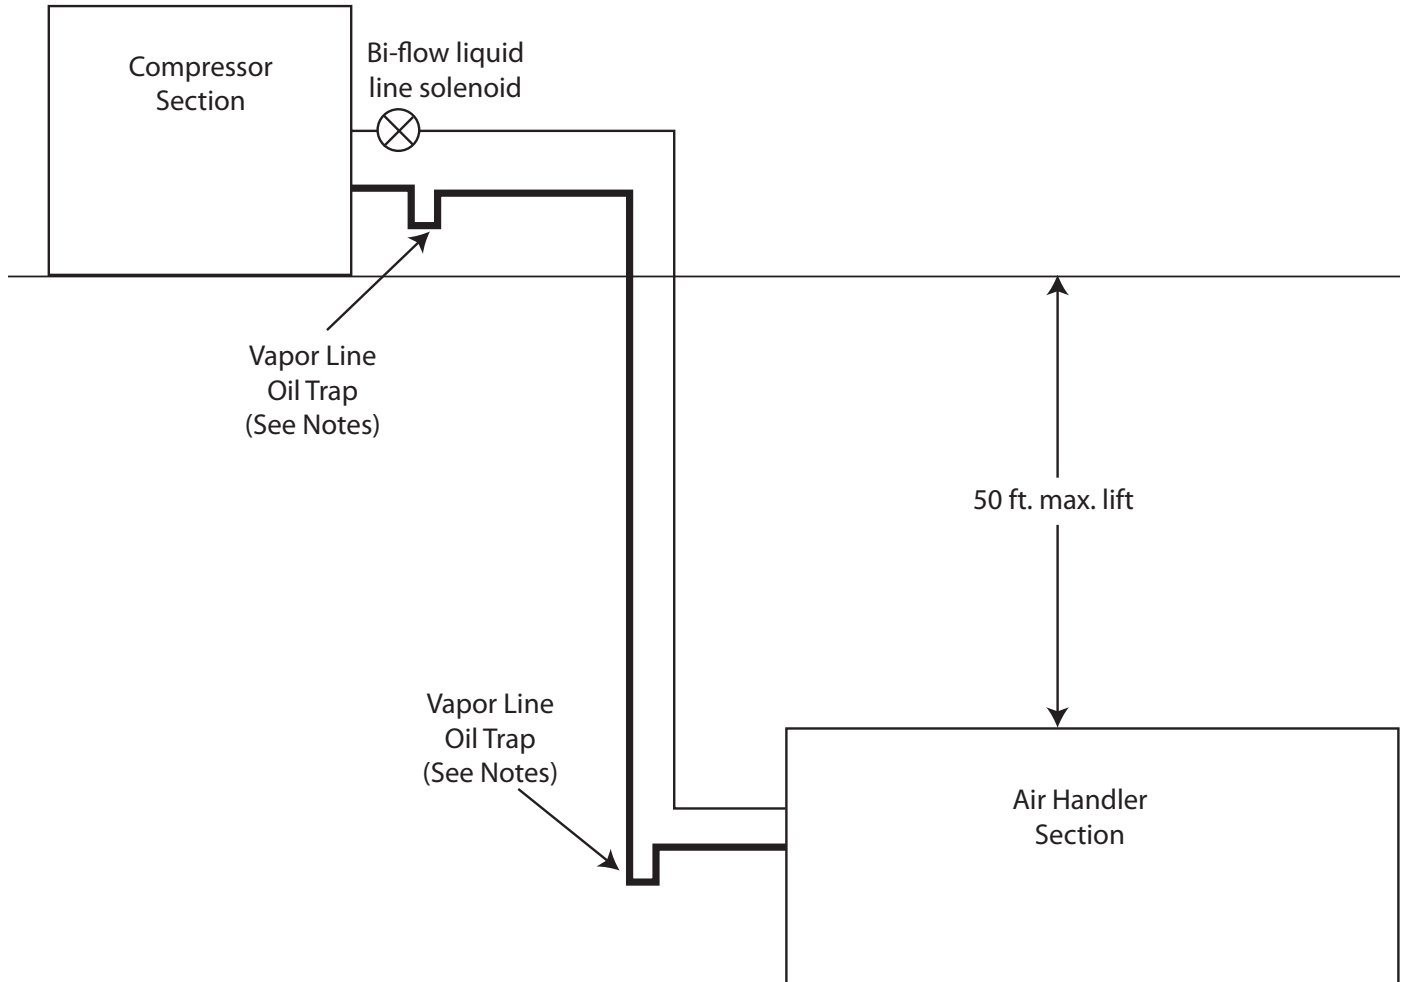 Compressor
Section
Bi-flow liquid
line solenoid
Vapor Line
Oil Trap
(See Notes)
50 ft. max. lift
Vapor Line
Oil Trap
(See Notes)
Air Handler
Section